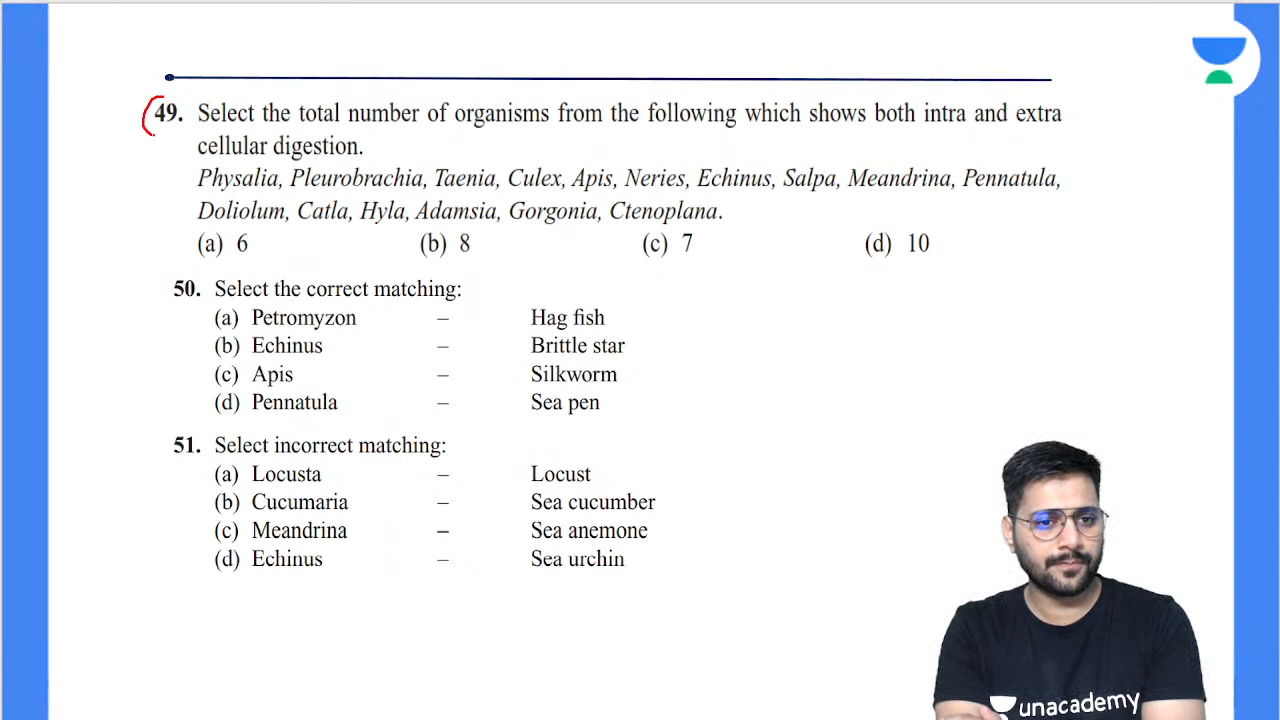 49. Select the total number of organisms from the following which shows both intra and extra
cellular digestion.
Physalia, Pleurobrachia, Taenia, Culex, Apis, Neries, Echinus, Salpa, Meandrina, Pennatula,
Doliolum, Catla, Hyla, Adamsia, Gorgonia, Ctenoplana.
(a) 6 (b) 8 (c) 7 (d) 10
50. Select the correct matching:
(a) Petromyzon – Hag fish
(b) Echinus – Brittle star
(c) Apis – Silkworm
(d) Pennatula – Sea pen
51. Select incorrect matching:
(a) Locusta – Locust
(b) Cucumaria – Sea cucumber
(c) Meandrina – Sea anemone
(d) Echinus – Sea urchin
unacademy